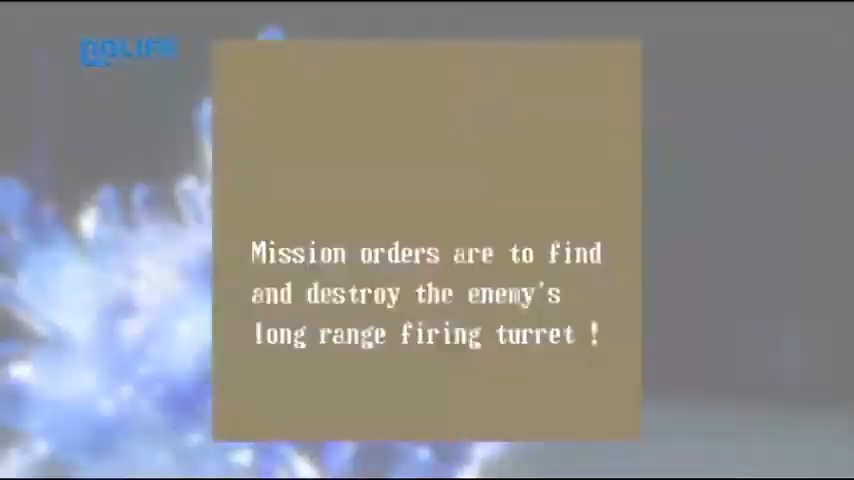 Mission orders are to find
and destroy the enemy's
long range firing turret !